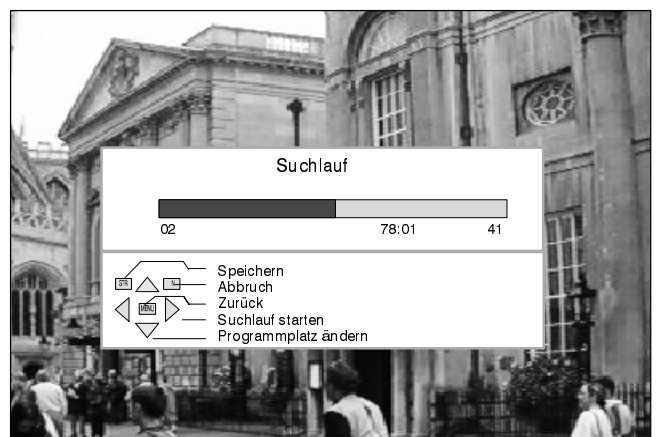 Suchlauf
02 78:01 41
Speichern
STR N Abbruch
MENU Zurück
Suchlauf starten
Programmplatz ändern